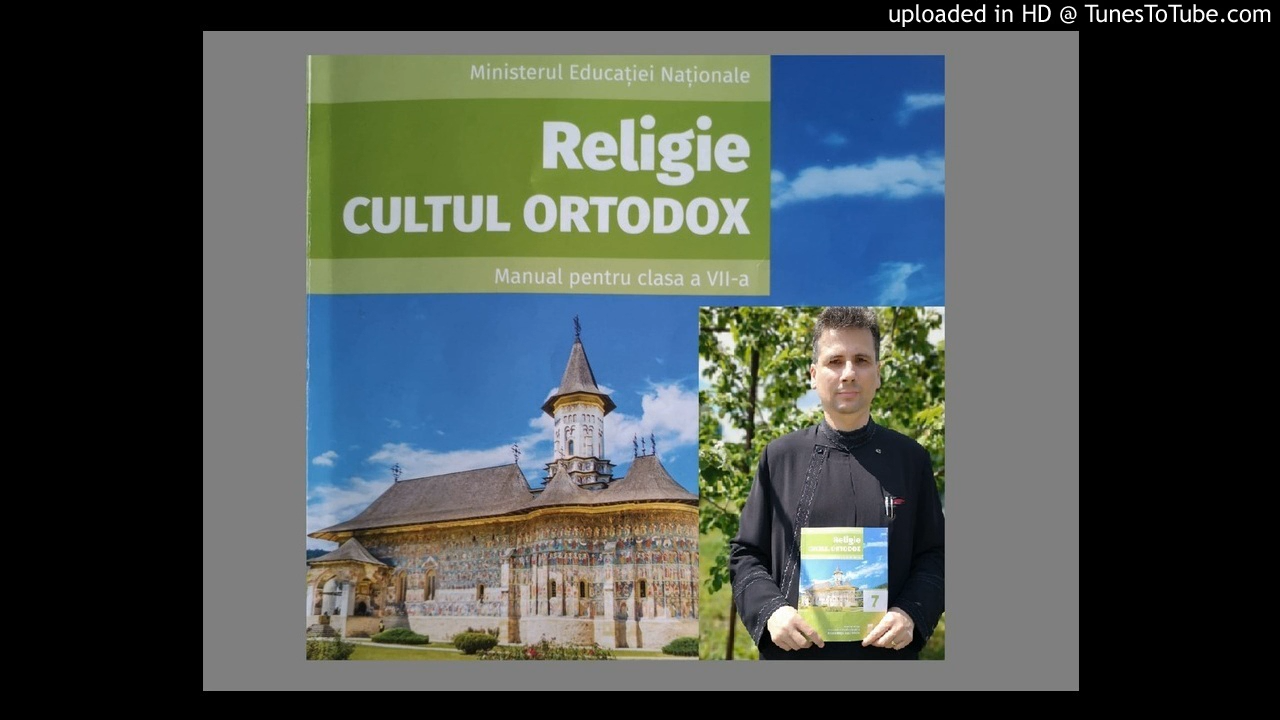 uploaded in HD @ TunesToTube.com
Ministerul Educației Naționale
Religie
CULTUL ORTODOX
Manual pentru clasa a VII-a
Religie
CULTUL ORTODOX
7